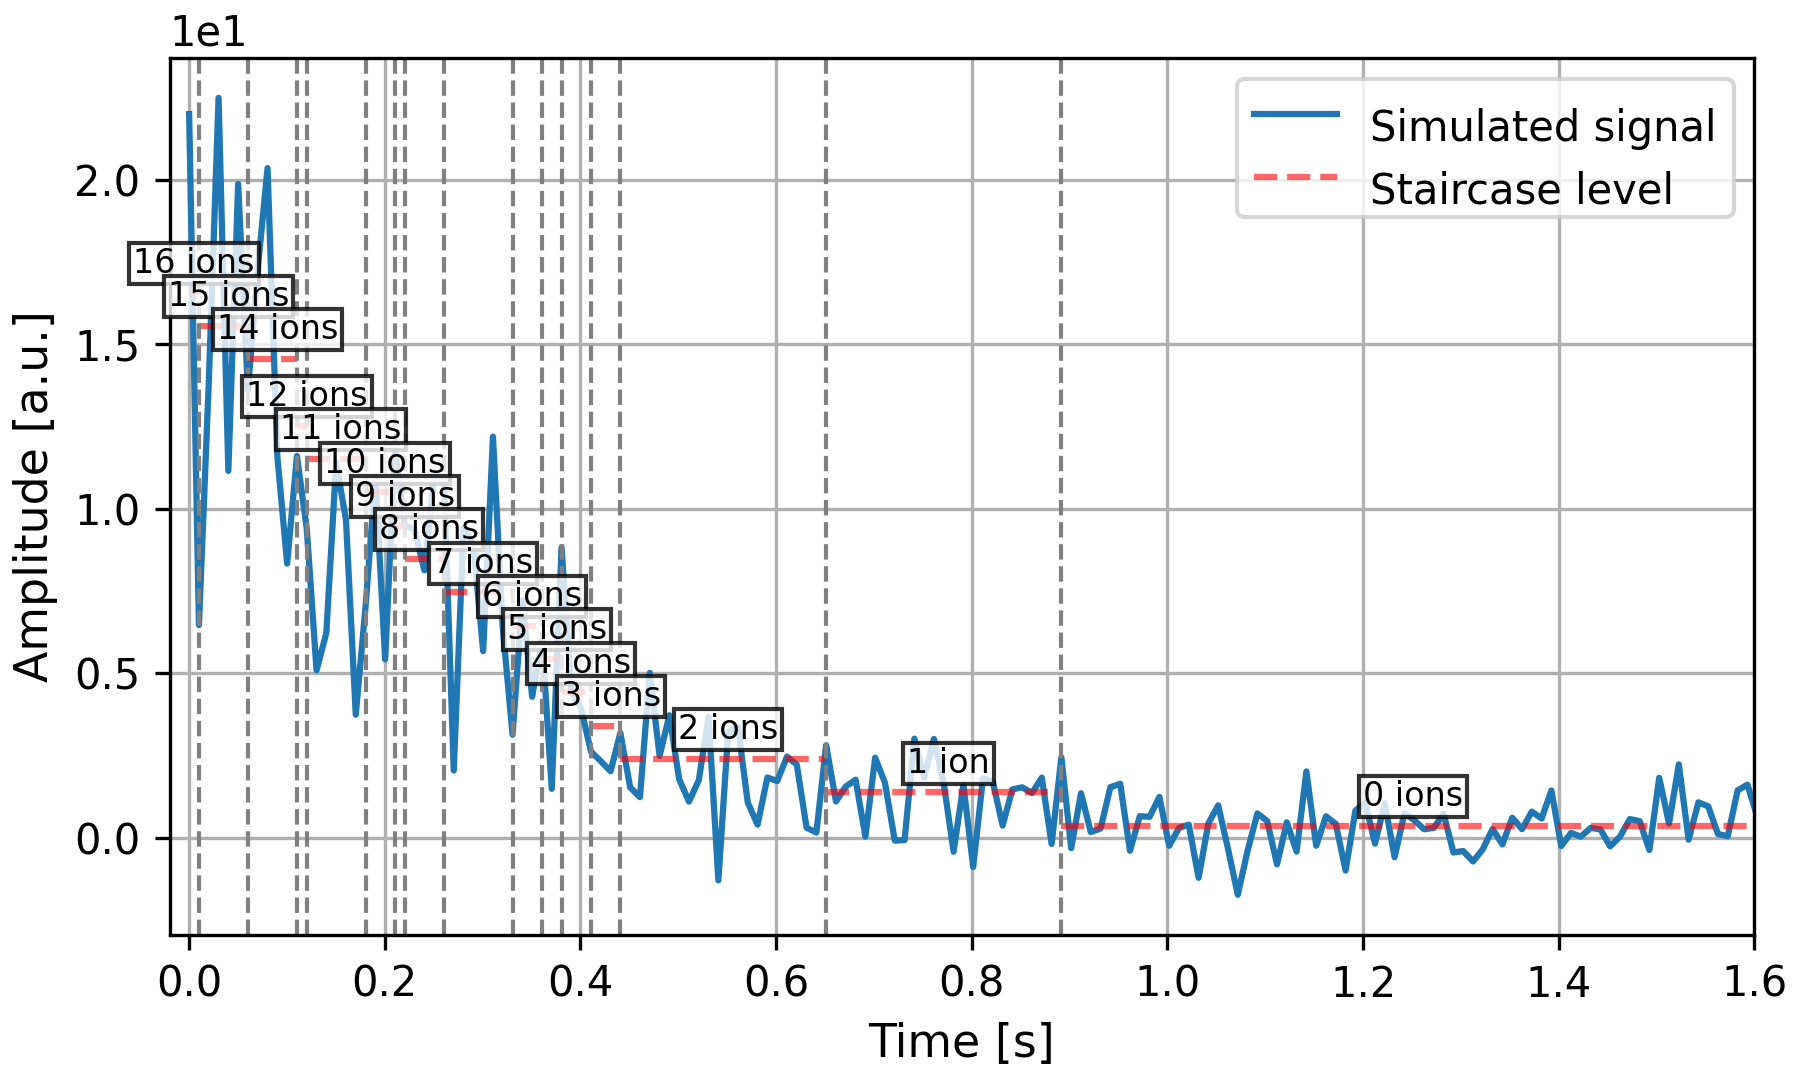 1e1
Simulated signal
Staircase level
2.0
1.5
1.0
0.5
0.0
Amplitude [a.u.]
16 ions
15 ions
14 ions
12 ions
11 ions
10 ions
9 ions
8 ions
7 ions
6 ions
5 ions
4 ions
3 ions
2 ions
1 ion
0 ions
0.0 0.2 0.4 0.6 0.8 1.0 1.2 1.4 1.6
Time [s]